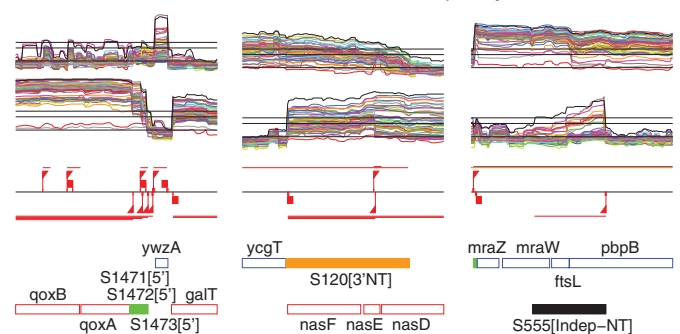 ywzA
ycgT
mraZ mraW pbpB
S1471[5'] S120[3'NT] ftsL
S1472[5']
qoxB galT
qoxA S1473[5'] nasF nasE nasD S555[Indep–NT]